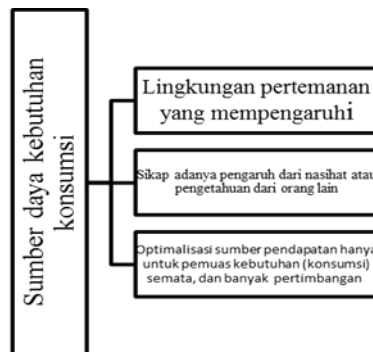 Sumber daya kebutuhan
konsumsi
Lingkungan pertemanan
yang mempengaruhi
Sikap adanya pengaruh dari nasihat atau
pengetahuan dari orang lain
Optimalisasi sumber pendapatan hanya
untuk pemuas kebutuhan (konsumsi)
semata, dan banyak pertimbangan